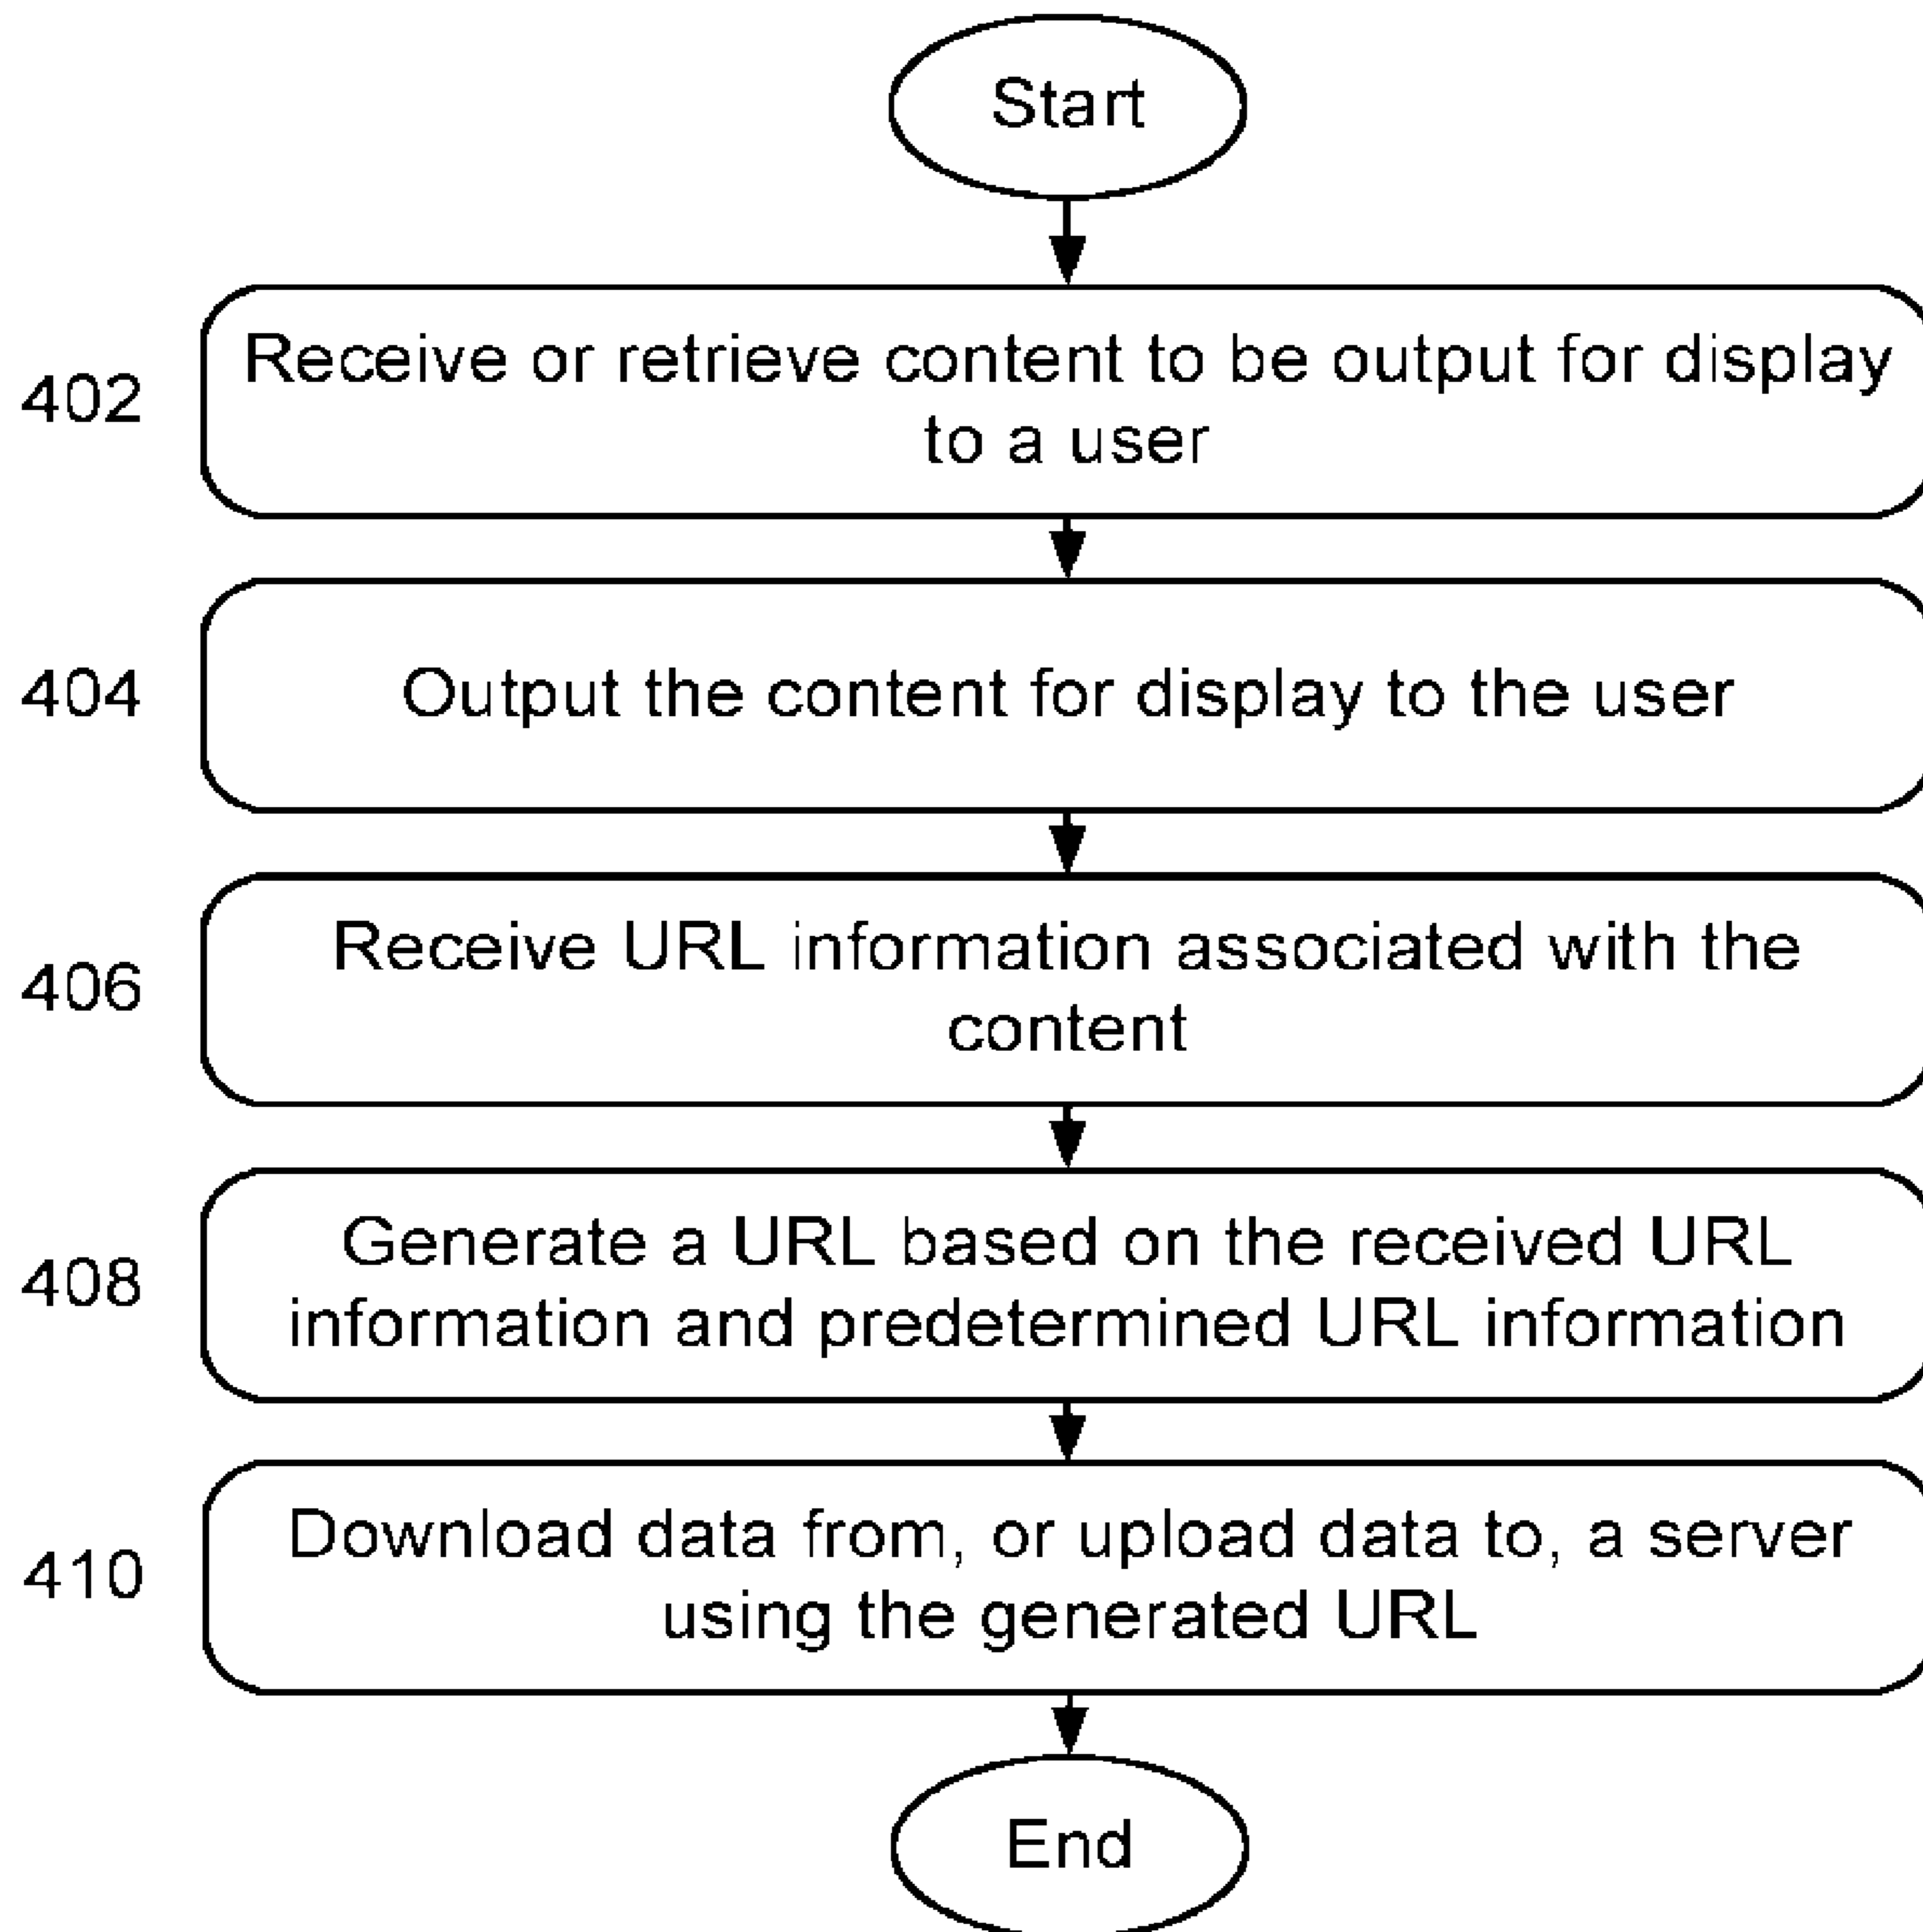 Start
402
Receive or retrieve content to be output for display
to a user
404
Output the content for display to the user
406
Receive URL information associated with the
content
408
Generate a URL based on the received URL
information and predetermined URL information
410
Download data from, or upload data to, a server
using the generated URL
End